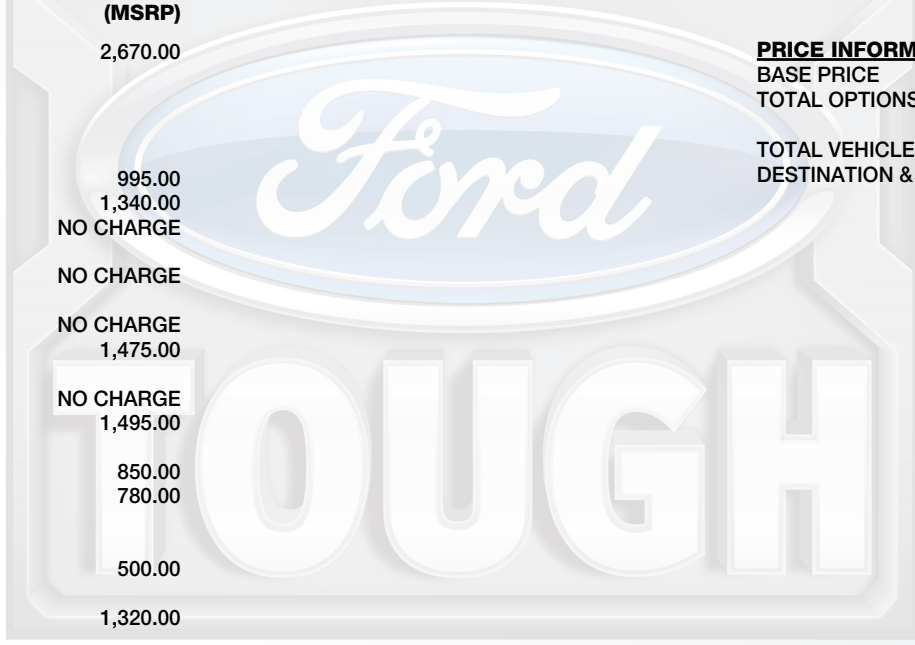 (MSRP)
2,670.00
995.00
1,340.00
NO CHARGE
NO CHARGE
NO CHARGE
1,475.00
NO CHARGE
1,495.00
850.00
780.00
500.00
1,320.00
PRICE INFORM
BASE PRICE
TOTAL OPTIONS
TOTAL VEHICLE
DESTINATION &
Ford
TOUGH